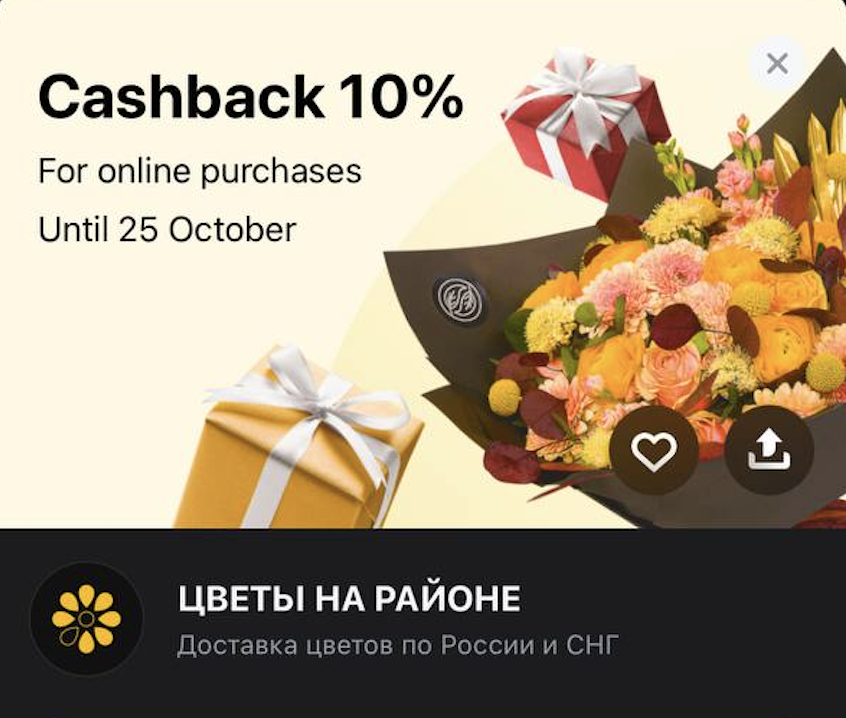 Cashback 10%
For online purchases
Until 25 October
ЦВЕТЫ НА РАЙОНЕ
Доставка цветов по России и СНГ